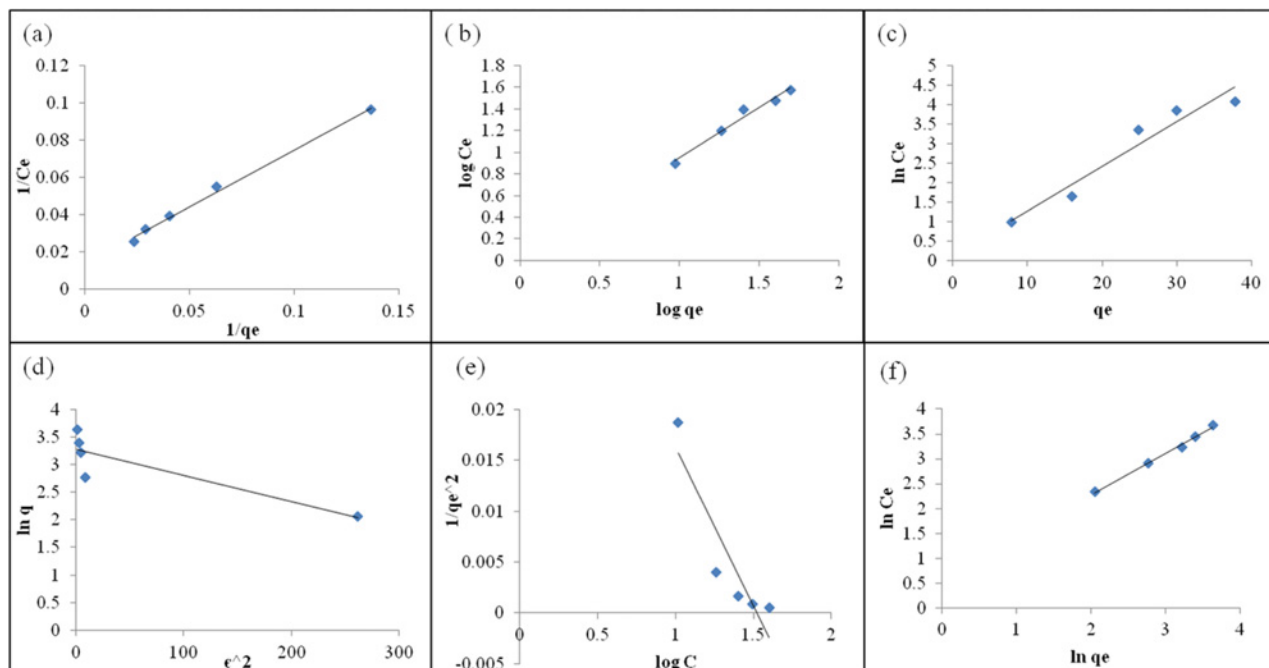 (a)
0.12
0.1
0.08
0.06
0.04
0.02
0
1/Ce
0 0.05 0.1 0.15
1/qe
( b )
1.8
1.6
1.4
1.2
1
0.8
0.6
0.4
0.2
0
log Ce
0 0.5 1 1.5 2
log qe
(c)
5
4.5
4
3.5
3
2.5
2
1.5
1
0.5
0
ln Ce
0 10 20 30 40
qe
(d)
4
3.5
3
2.5
2
1.5
1
0.5
0
ln q
0 100 200 300
є^2
(e)
0.02
0.015
0.01
0.005
0
-0.005
1/qe^2
0 0.5 1 1.5 2
log C
(f)
4
3.5
3
2.5
2
1.5
1
0.5
0
ln Ce
0 1 2 3 4
ln qe